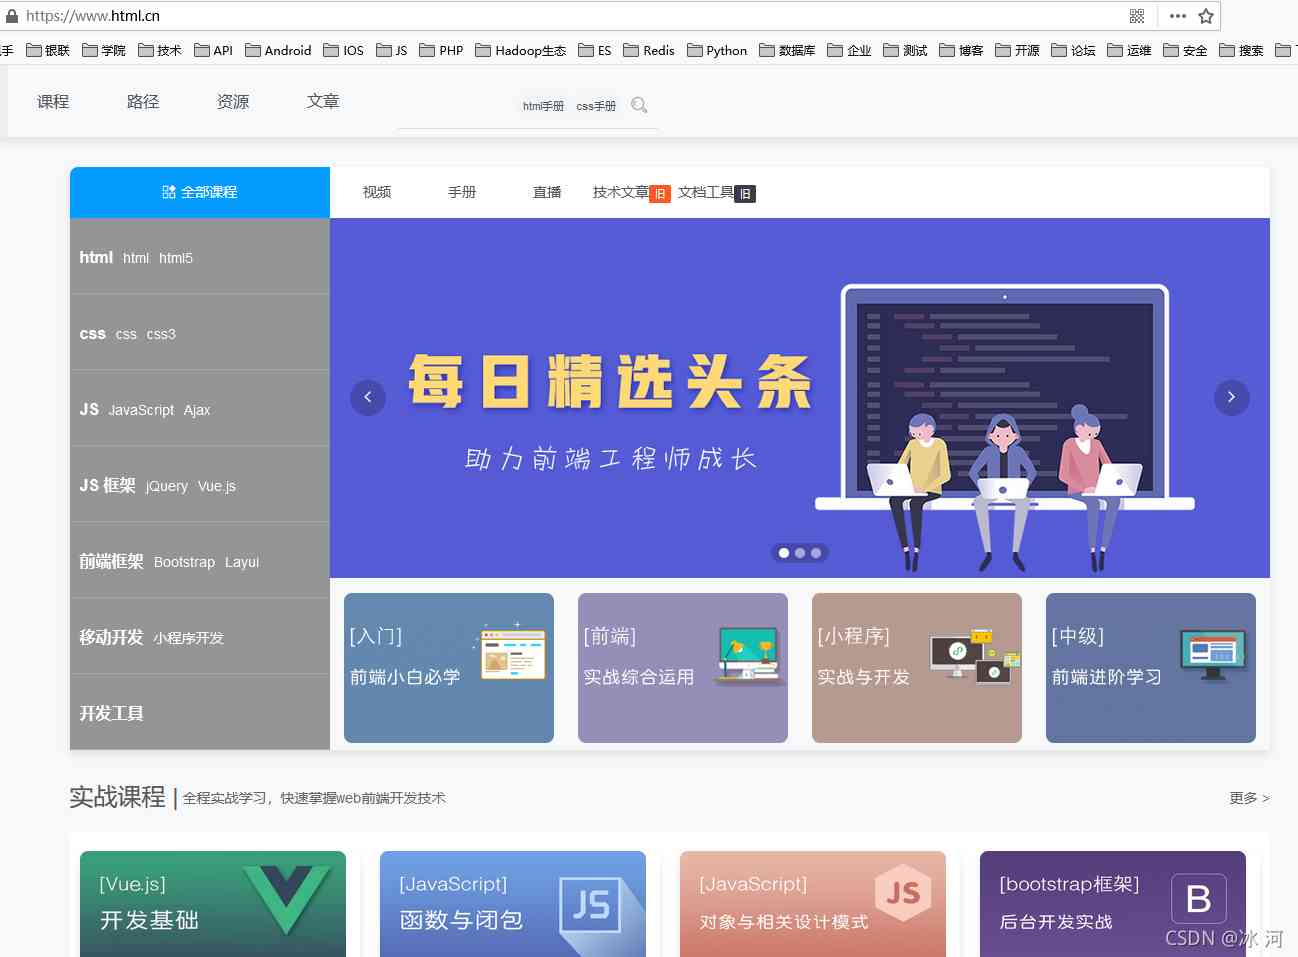 https://www.html.cn
手 银联 学院 技术 API Android IOS JS PHP Hadoop生态 ES Redis Python 数据库 企业 测试 博客 开源 论坛 运维 安全 搜索
课程 路径 资源 文章 html手册 css手册
全部课程 视频 手册 直播 技术文章 旧 文档工具 旧
html html html5
css css css3
JS JavaScript Ajax
JS 框架 jQuery Vue.js
前端框架 Bootstrap Layui
移动开发 小程序开发
开发工具
每日精选头条
助力前端工程师成长
[入门]
前端小白必学
[前端]
实战综合运用
[小程序]
实战与开发
[中级]
前端进阶学习
实战课程 | 全程实战学习，快速掌握web前端开发技术 更多 >
[Vue.js]
开发基础
[JavaScript]
函数与闭包
JS
[JavaScript]
对象与相关设计模式
JS
[bootstrap框架]
后台开发实战
B
CSDN @冰 河